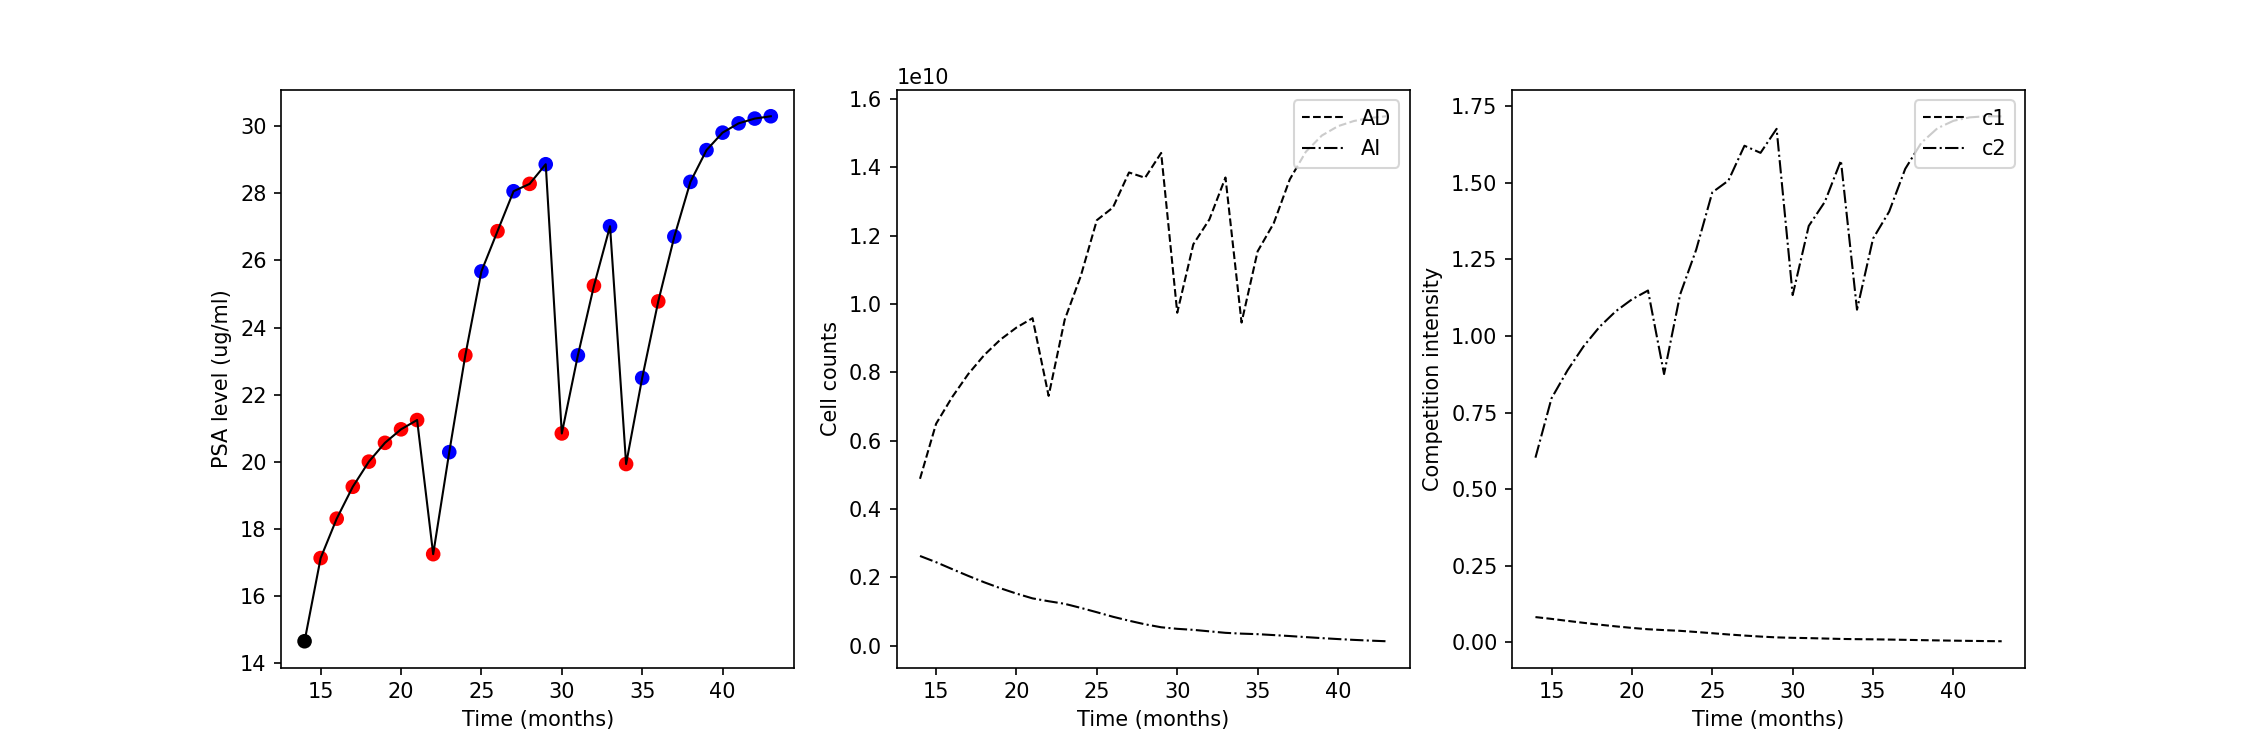 PSA level (ug/ml)
30
28
26
24
22
20
18
16
14
15 20 25 30 35 40
Time (months)
1e10
Cell counts
1.6
1.4
1.2
1.0
0.8
0.6
0.4
0.2
0.0
15 20 25 30 35 40
Time (months)
AD
AI
Competition intensity
1.75
1.50
1.25
1.00
0.75
0.50
0.25
0.00
15 20 25 30 35 40
Time (months)
c1
c2